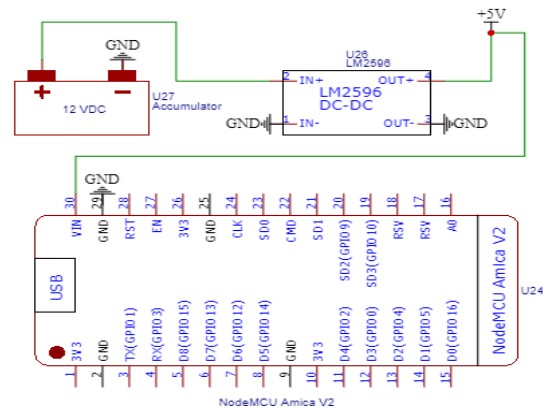 +5V
GND
U26
LM2596
2 IN+ OUT+ 4
LM2596
DC-DC
1 IN- OUT- 3
GND
GND
+ -
12 VDC
U27
Accumulator
GND
30 29 28 27 26 25 24 23 22 21 20 19 18 17 16
VIN GND RST EN 3V3 GND CLK SD0 CMD SD1 SD2(GPIO9) SD3(GPIO10) RSV RSV A0
USB
NodeMCU Amica V2
U24
3V3 GND TX(GPIO1) RX(GPIO3) D8(GPIO15) D7(GPIO13) D6(GPIO12) D5(GPIO14) GND 3V3 D4(GPIO2) D3(GPIO0) D2(GPIO4) D1(GPIO5) D0(GPIO16)
1 2 3 4 5 6 7 8 9 10 11 12 13 14 15
NodeMCU Amica V2